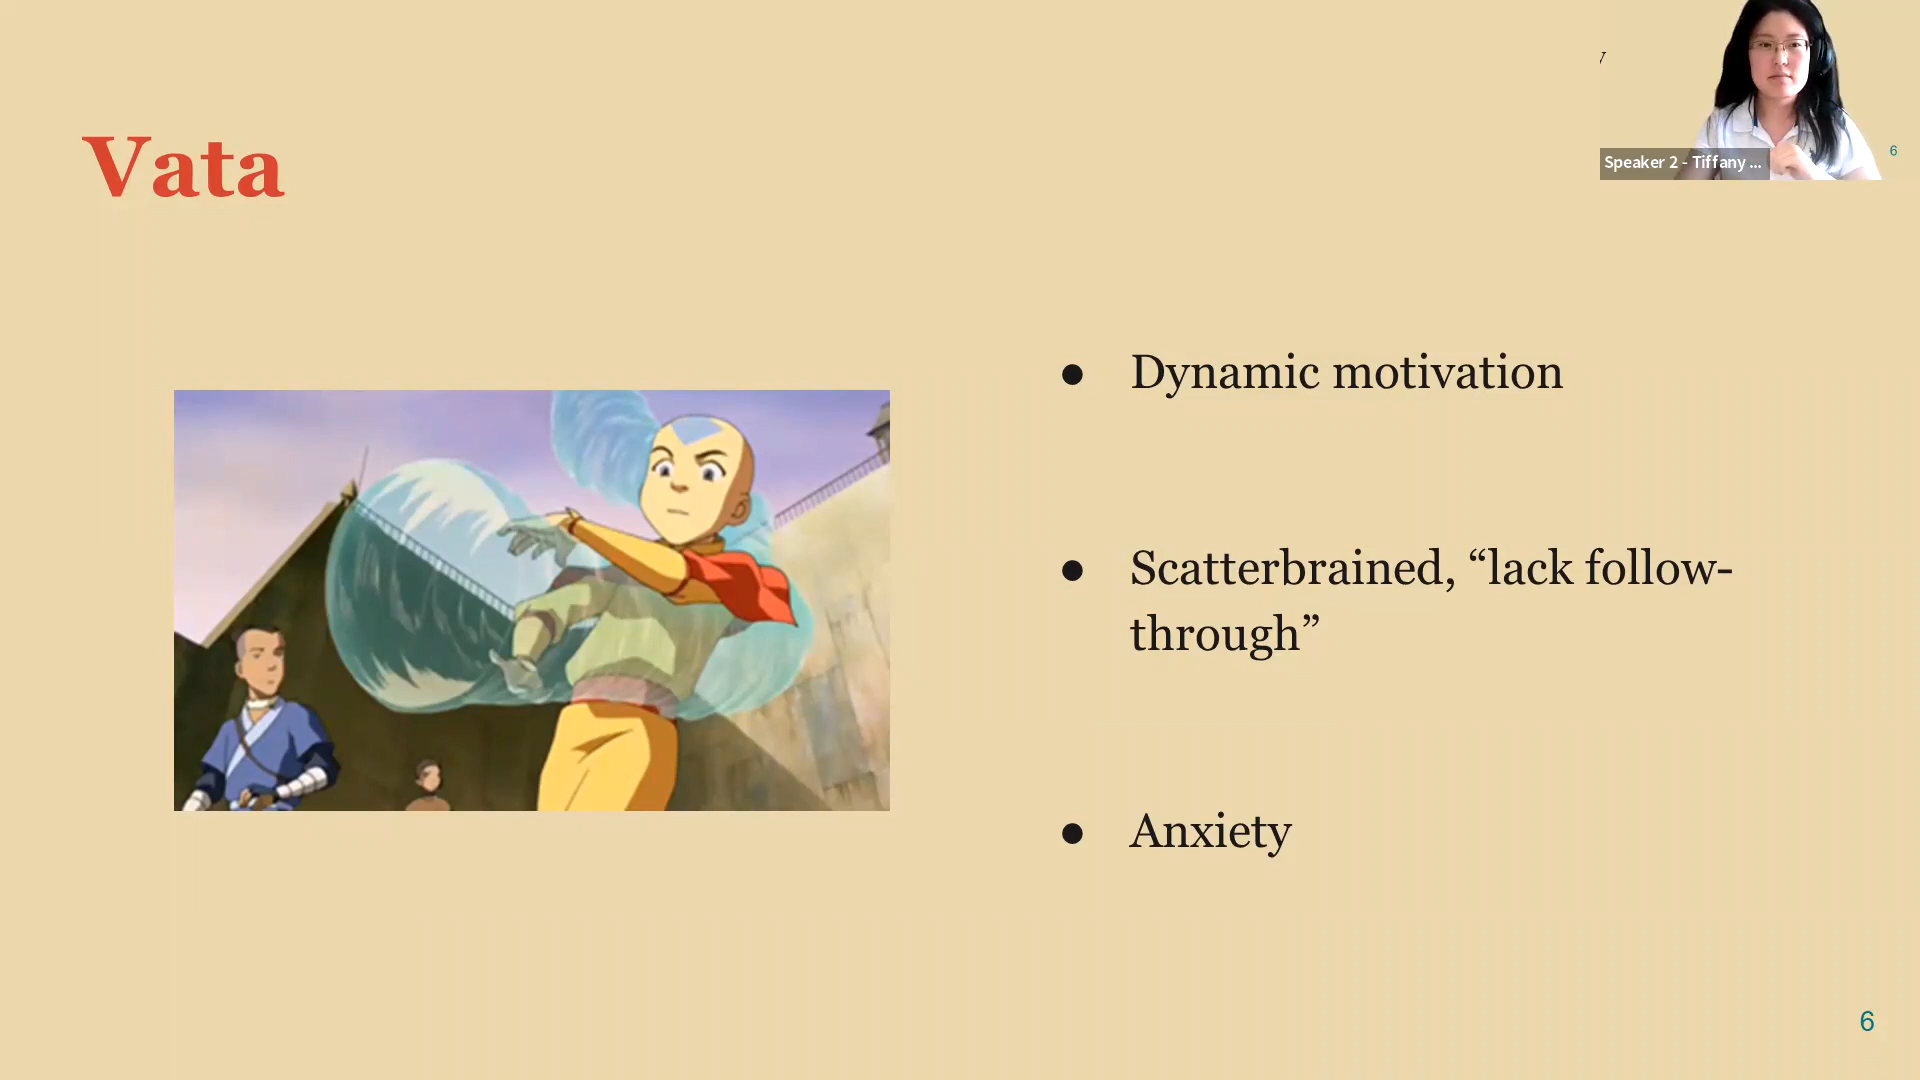 Vata
y
Speaker 2 - Tiffany ...
6
● Dynamic motivation
● Scatterbrained, “lack follow-
through”
● Anxiety
6